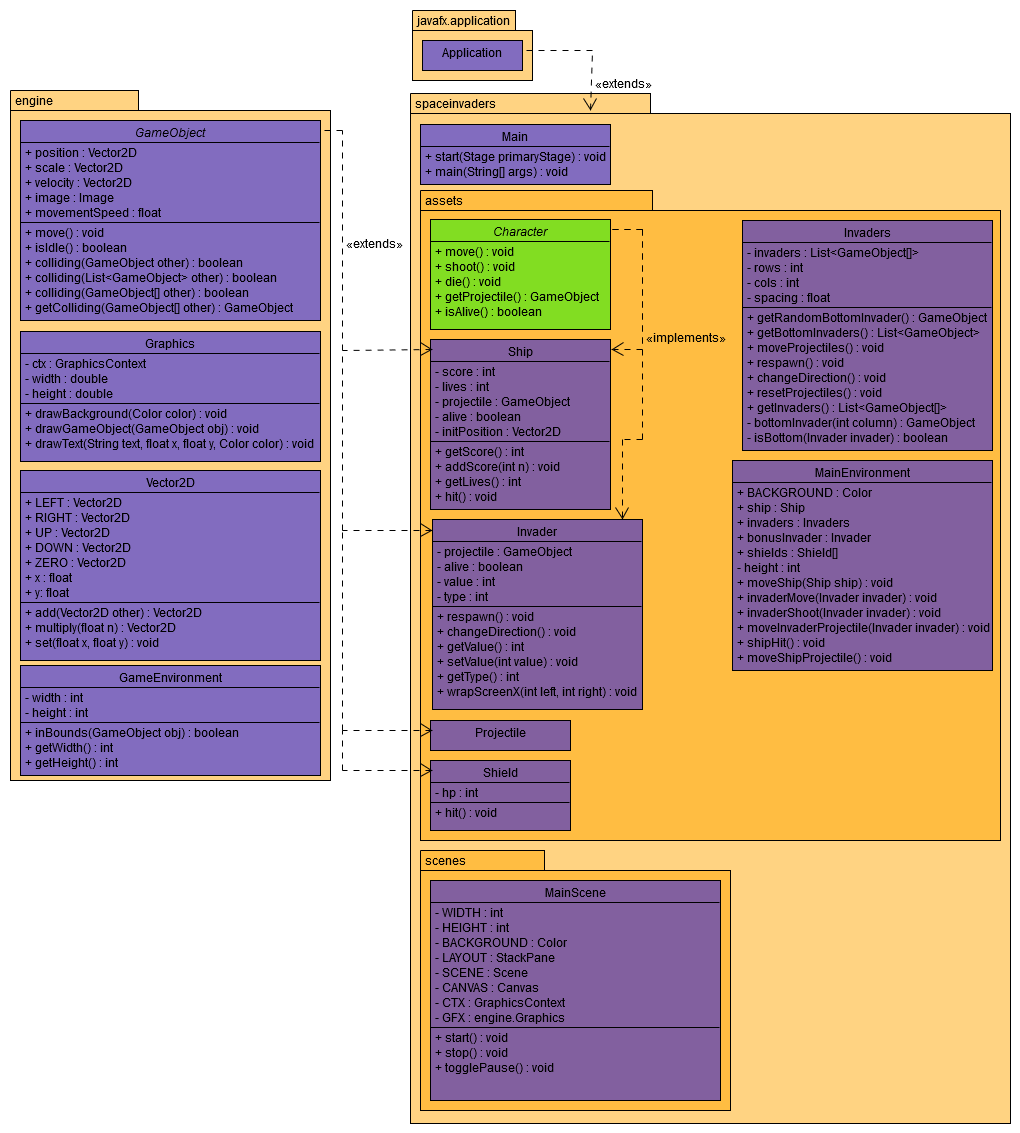 javafx.application
Application
«extends»
engine
GameObject
+ position : Vector2D
+ scale : Vector2D
+ velocity : Vector2D
+ image : Image
+ movementSpeed : float
+ move() : void
+ isIdle() : boolean
+ colliding(GameObject other) : boolean
+ colliding(List<GameObject> other) : boolean
+ colliding(GameObject[] other) : boolean
+ getColliding(GameObject[] other) : GameObject
Graphics
- ctx : GraphicsContext
- width : double
- height : double
+ drawBackground(Color color) : void
+ drawGameObject(GameObject obj) : void
+ drawText(String text, float x, float y, Color color) : void
Vector2D
+ LEFT : Vector2D
+ RIGHT : Vector2D
+ UP : Vector2D
+ DOWN : Vector2D
+ ZERO : Vector2D
+ x : float
+ y: float
+ add(Vector2D other) : Vector2D
+ multiply(float n) : Vector2D
+ set(float x, float y) : void
GameEnvironment
- width : int
- height : int
+ inBounds(GameObject obj) : boolean
+ getWidth() : int
+ getHeight() : int
«extends»
spaceinvaders
Main
+ start(Stage primaryStage) : void
+ main(String[] args) : void
assets
Character
+ move() : void
+ shoot() : void
+ die() : void
+ getProjectile() : GameObject
+ isAlive() : boolean
«implements»
Ship
- score : int
- lives : int
- projectile : GameObject
- alive : boolean
- initPosition : Vector2D
+ getScore() : int
+ addScore(int n) : void
+ getLives() : int
+ hit() : void
Invader
- projectile : GameObject
- alive : boolean
- value : int
- type : int
+ respawn() : void
+ changeDirection() : void
+ getValue() : int
+ setValue(int value) : void
+ getType() : int
+ wrapScreenX(int left, int right) : void
Projectile
Shield
- hp : int
+ hit() : void
Invaders
- invaders : List<GameObject[]>
- rows : int
- cols : int
- spacing : float
+ getRandomBottomInvader() : GameObject
+ getBottomInvaders() : List<GameObject>
+ moveProjectiles() : void
+ respawn() : void
+ changeDirection() : void
+ resetProjectiles() : void
+ getInvaders() : List<GameObject[]>
- bottomInvader(int column) : GameObject
- isBottom(Invader invader) : boolean
MainEnvironment
+ BACKGROUND : Color
+ ship : Ship
+ invaders : Invaders
+ bonusInvader : Invader
+ shields : Shield[]
- height : int
+ moveShip(Ship ship) : void
+ invaderMove(Invader invader) : void
+ invaderShoot(Invader invader) : void
+ moveInvaderProjectile(Invader invader) : void
+ shipHit() : void
+ moveShipProjectile() : void
scenes
MainScene
- WIDTH : int
- HEIGHT : int
- BACKGROUND : Color
- LAYOUT : StackPane
- SCENE : Scene
- CANVAS : Canvas
- CTX : GraphicsContext
- GFX : engine.Graphics
+ start() : void
+ stop() : void
+ togglePause() : void